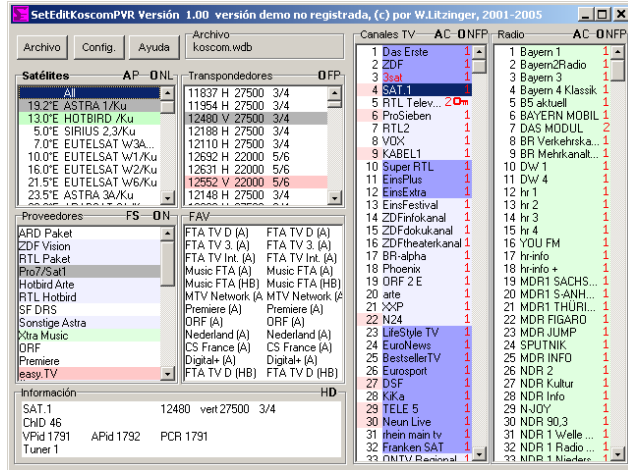 SetEditKoscomPVR Versión 1.00 versión demo no registrada, (c) por W.Litzinger, 2001-2005
Archivo Config. Ayuda
Archivo
koscom.wdb
Satélites AP ONL
All
19.2°E ASTRA 1/Ku
13.0°E HOTBIRD /Ku
5.0°E SIRIUS 2,3/Ku
7.0°E EUTELSAT W3A...
10.0°E EUTELSAT W1/Ku
16.0°E EUTELSAT W2/Ku
21.5°E EUTELSAT W6/Ku
23.5°E ASTRA 3A/Ku
Transpondedores OFP
11837 H 27500 3/4
11954 H 27500 3/4
12480 V 27500 3/4
12188 H 27500 3/4
12110 H 27500 3/4
12692 H 22000 5/6
12631 H 22000 5/6
12552 V 22000 5/6
12148 H 27500 3/4
Proveedores FS ON
ARD Paket
ZDF Vision
RTL Paket
Pro7/Sat1
Hotbird Arte
RTL Hotbird
SF DRS
Sonstige Astra
Xtra Music
ORF
Premiere
easy.TV
FAV
FTA TV D (A) FTA TV D (A)
FTA TV 3. (A) FTA TV 3. (A)
FTA TV Int. (A) FTA TV Int. (A)
Music FTA (A) Music FTA (A)
Music FTA (HB) Music FTA (HB)
MTV Network (A MTV Network (A
Premiere (A) Premiere (A)
ORF (A) ORF (A)
Nederland (A) Nederland (A)
CS France (A) CS France (A)
Digital+ (A) Digital+ (A)
FTA TV D (HB) FTA TV D (HB)
Información HD
SAT.1 12480 vert 27500 3/4
ChID 46
VPid 1791 APid 1792 PCR 1791
Tuner 1
Canales TV AC ONFP
1 Das Erste 1
2 ZDF 1
3 3sat 1
4 SAT.1 1
5 RTL Telev... 2
6 ProSieben 1
7 RTL2 1
8 VOX 1
9 KABEL1 1
10 Super RTL 1
11 EinsPlus 1
12 EinsExtra 1
13 EinsFestival 1
14 ZDFinfokanal 1
15 ZDFdokukanal 1
16 ZDFtheaterkanal 1
17 BR-alpha 1
18 Phoenix 1
19 ORF 2 E 1
20 arte 1
21 XXP 1
22 N24 1
23 LifeStyle TV 1
24 EuroNews 1
25 BestsellerTV 1
26 Eurosport 1
27 DSF 1
28 KiKa 1
29 TELE 5 1
30 Neun Live 1
31 rhein main tv 1
32 Franken SAT 1
33 ONTV Regional 1
Radio AC ONFP
1 Bayern 1 1
2 Bayern2Radio 1
3 Bayern 3 1
4 Bayern 4 Klassik 1
5 B5 aktuell 1
6 BAYERN MOBIL 1
7 DAS MODUL 2
8 BR Verkehrska... 1
9 BR Mehrkanalt... 1
10 DW 1 1
11 DW 4 1
12 hr 1 1
13 hr 2 1
14 hr 3 1
15 hr 4 1
16 YOU FM 1
17 hr-info 1
18 hr-info + 1
19 MDR1 SACHS... 1
20 MDR1 S-ANH... 1
21 MDR1 THÜRI... 1
22 MDR FIGARO 1
23 MDR JUMP 1
24 SPUTNIK 1
25 MDR INFO 1
26 NDR 2 1
27 NDR Kultur 1
28 NDR Info 1
29 N-JOY 1
30 NDR 90,3 1
31 NDR 1 Welle ... 1
32 NDR 1 Radio ... 1
33 NDR 1 Nieders... 1